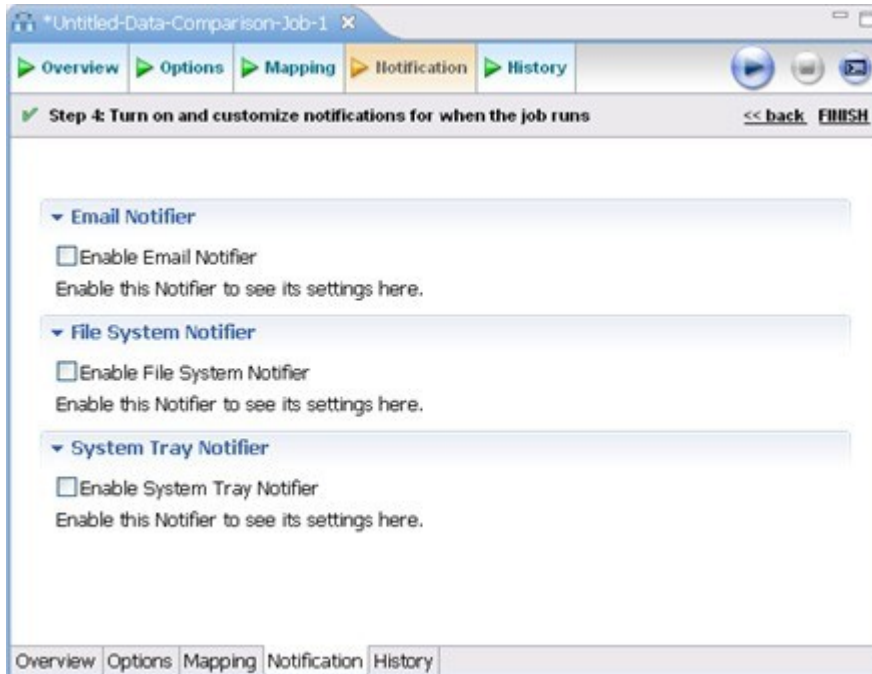 *Untitled-Data-Comparison-Job-1
Overview Options Mapping Notification History
Step 4: Turn on and customize notifications for when the job runs << back FINISH
Email Notifier
Enable Email Notifier
Enable this Notifier to see its settings here.
File System Notifier
Enable File System Notifier
Enable this Notifier to see its settings here.
System Tray Notifier
Enable System Tray Notifier
Enable this Notifier to see its settings here.
Overview Options Mapping Notification History